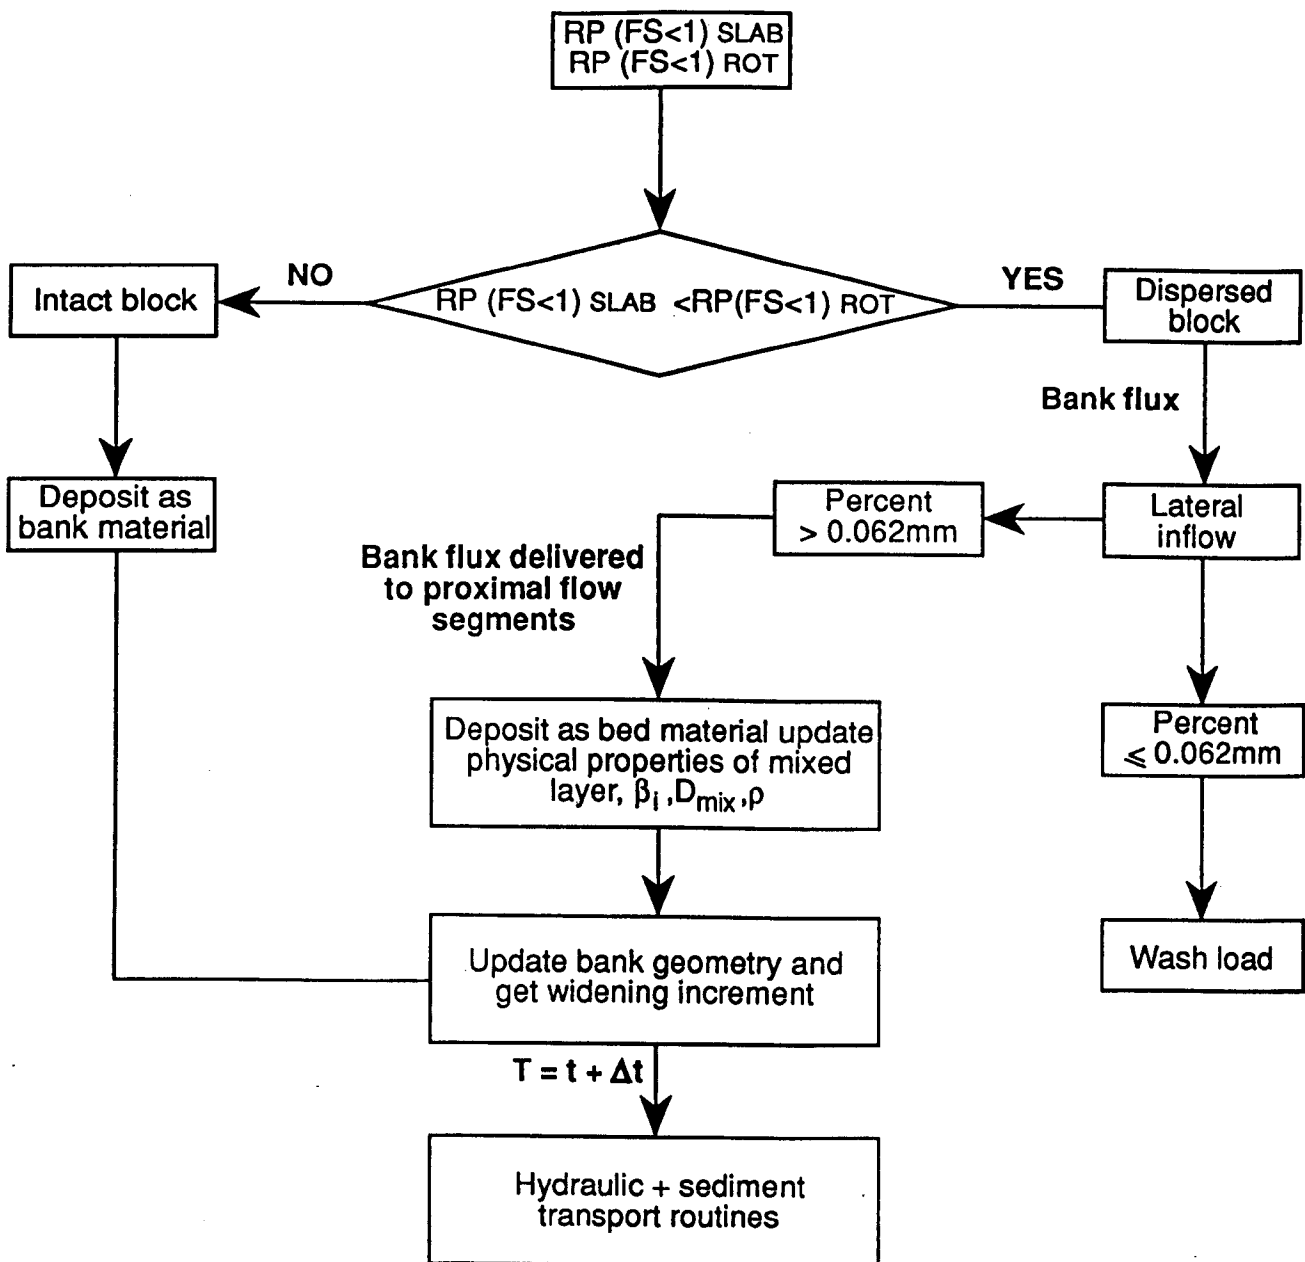 RP (FS<1) SLAB
RP (FS<1) ROT
NO
RP (FS<1) SLAB <RP(FS<1) ROT
YES
Intact block
Dispersed
block
Bank flux
Deposit as
bank material
Percent
> 0.062mm
Lateral
inflow
Bank flux delivered
to proximal flow
segments
Deposit as bed material update
physical properties of mixed
layer, βi ,Dmix,ρ
Percent
⩽ 0.062mm
Update bank geometry and
get widening increment
Wash load
T = t + Δt
Hydraulic + sediment
transport routines